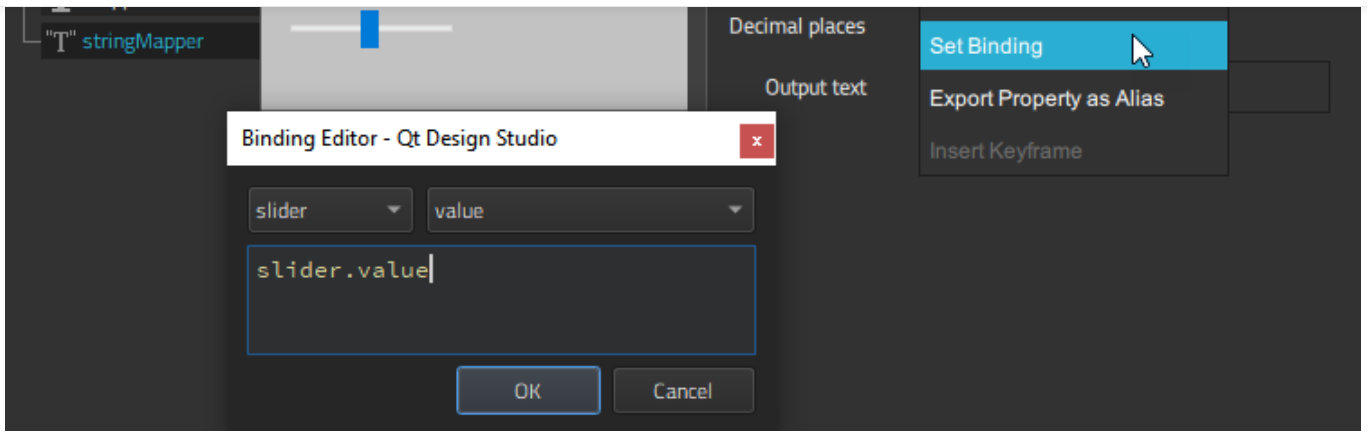 "T" stringMapper
Decimal places
Set Binding
Output text
Export Property as Alias
Insert Keyframe
Binding Editor - Qt Design Studio
x
slider
value
slider.value
OK
Cancel